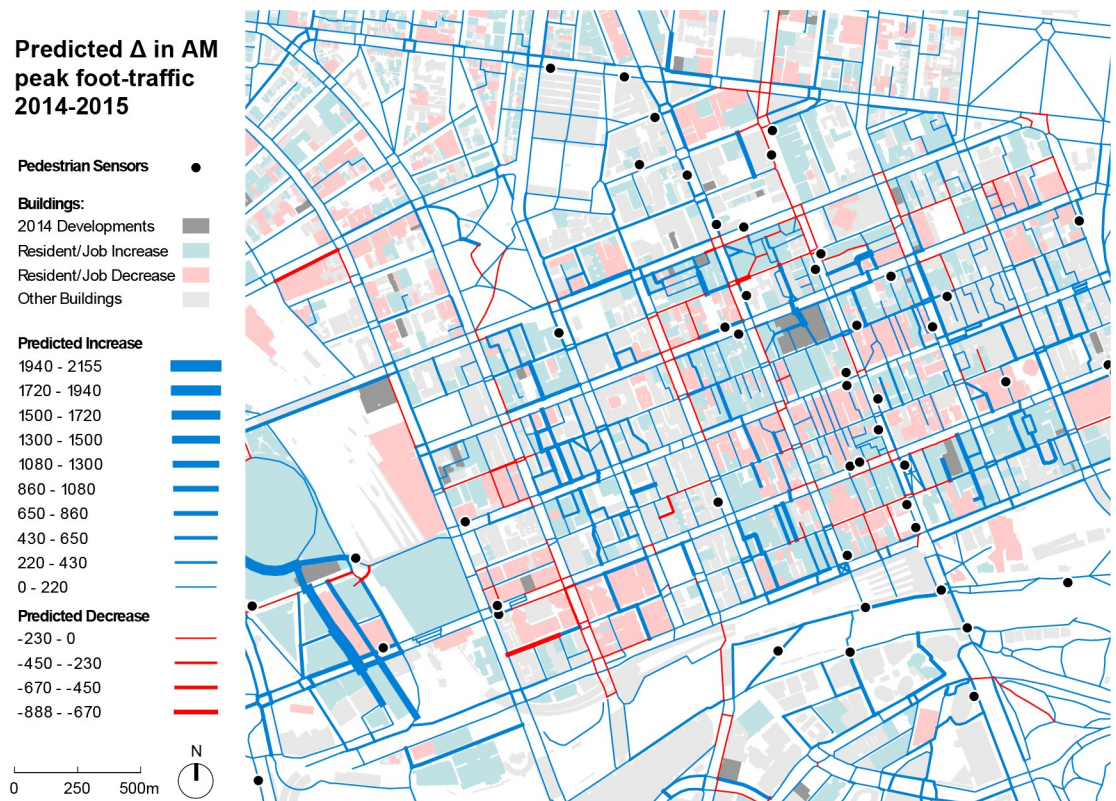 Predicted Δ in AM
peak foot-traffic
2014-2015
Pedestrian Sensors
Buildings:
2014 Developments
Resident/Job Increase
Resident/Job Decrease
Other Buildings
Predicted Increase
1940 - 2155
1720 - 1940
1500 - 1720
1300 - 1500
1080 - 1300
860 - 1080
650 - 860
430 - 650
220 - 430
0 - 220
Predicted Decrease
-230 - 0
-450 - -230
-670 - -450
-888 - -670
N
0 250 500m